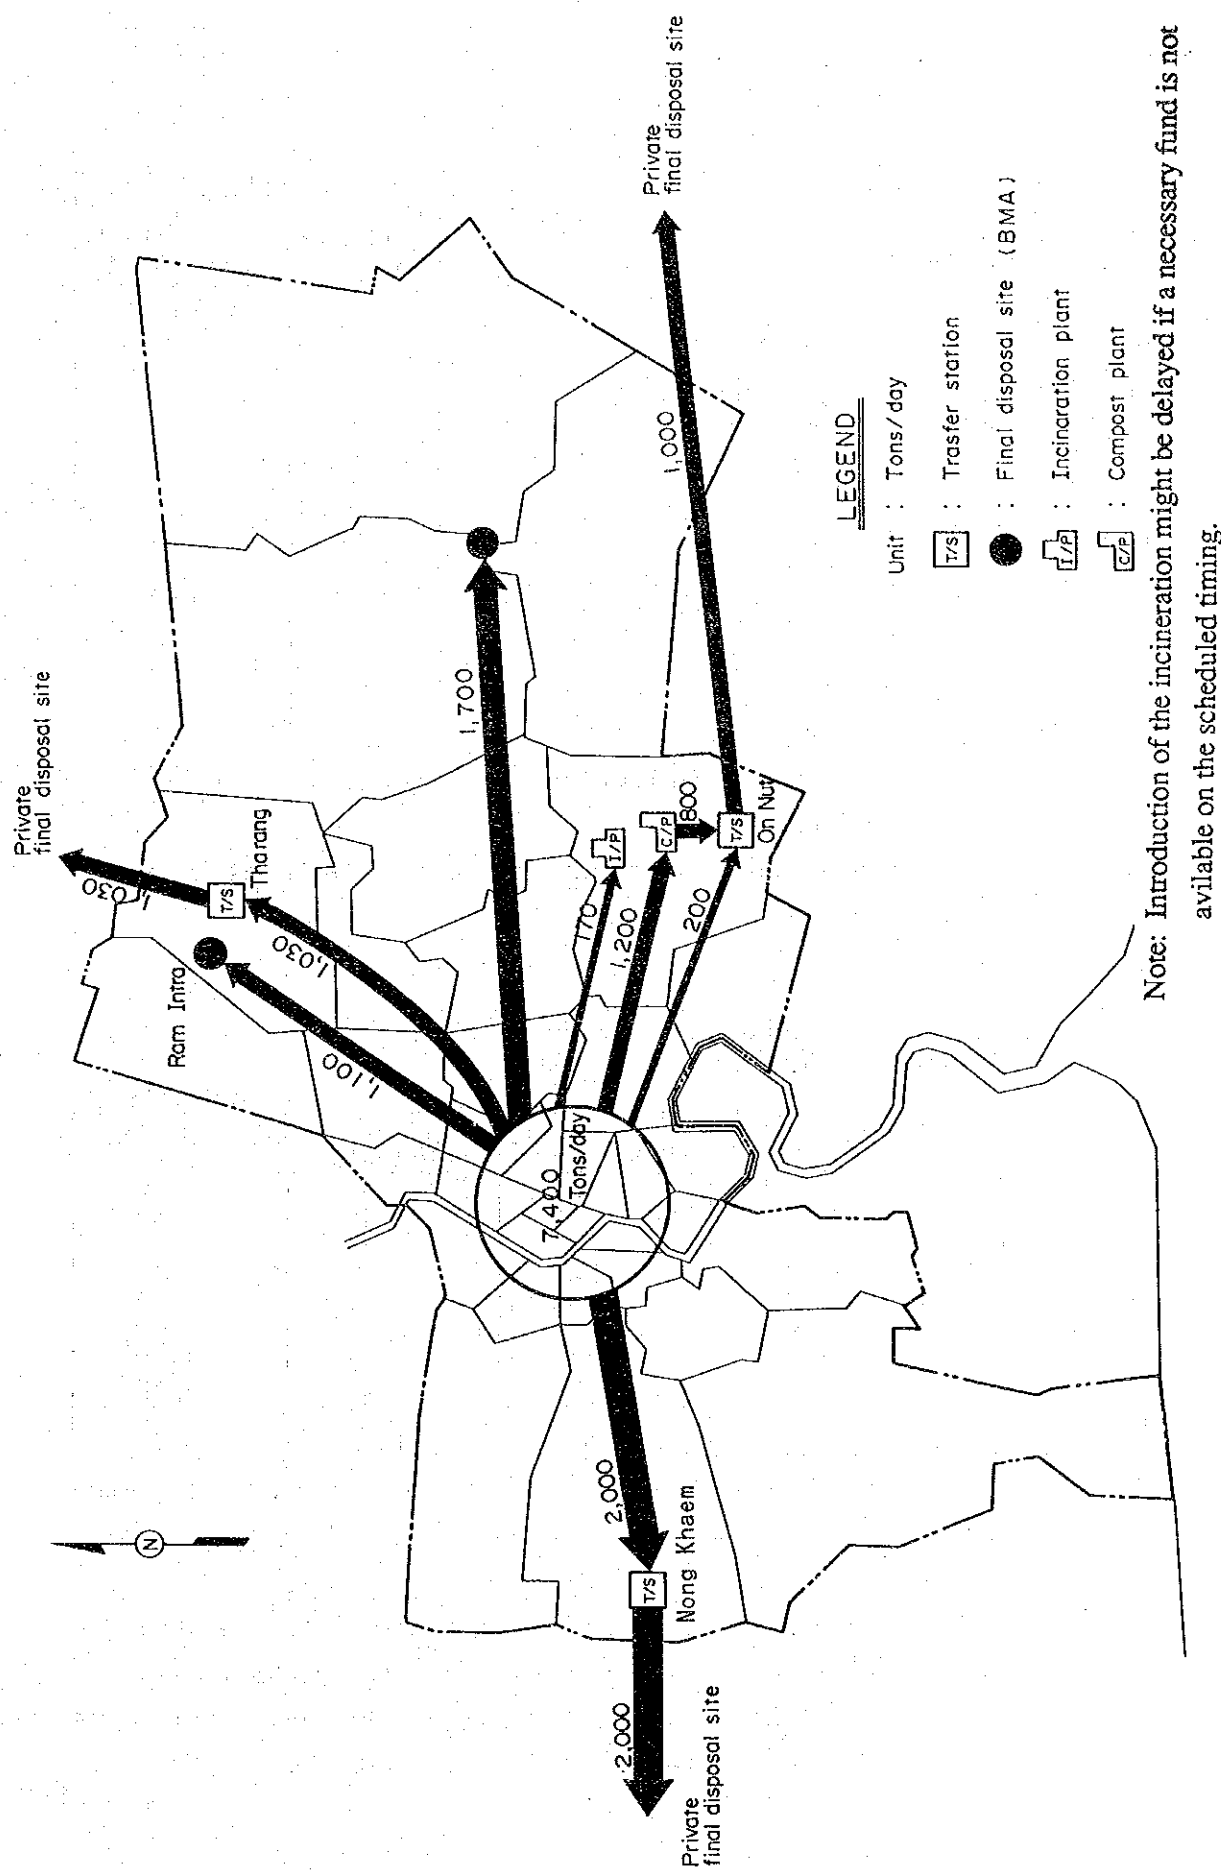 N
Private
final disposal site
1,030
T/S
Tharang
Ram Intra
1,030
1,100
1,700
7,400
Tons/day
170
I/P
1,200
C/P
800
200
T/S
On Nut
1,000
Private
final disposal site
2,000
T/S
Nong Khaem
2,000
Private
final disposal site
LEGEND
Unit : Tons/day
T/S : Trasfer station
: Final disposal site (BMA)
I/P : Incinaration plant
C/P : Compost plant
Note: Introduction of the incineration might be delayed if a necessary fund is not
avilable on the scheduled timing.